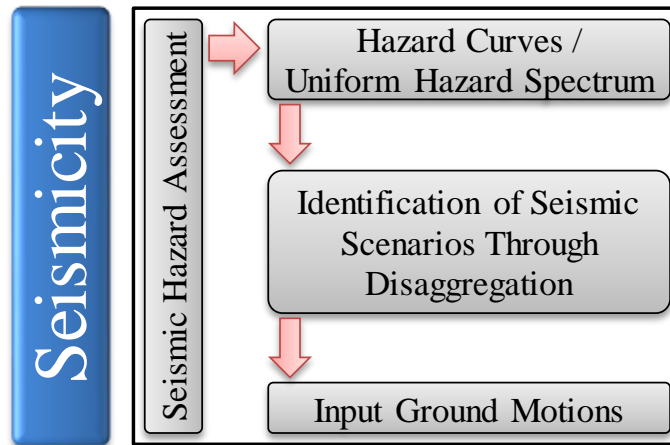 Seismicity
Seismic Hazard Assessment
Hazard Curves /
Uniform Hazard Spectrum
Identification of Seismic
Scenarios Through
Disaggregation
Input Ground Motions